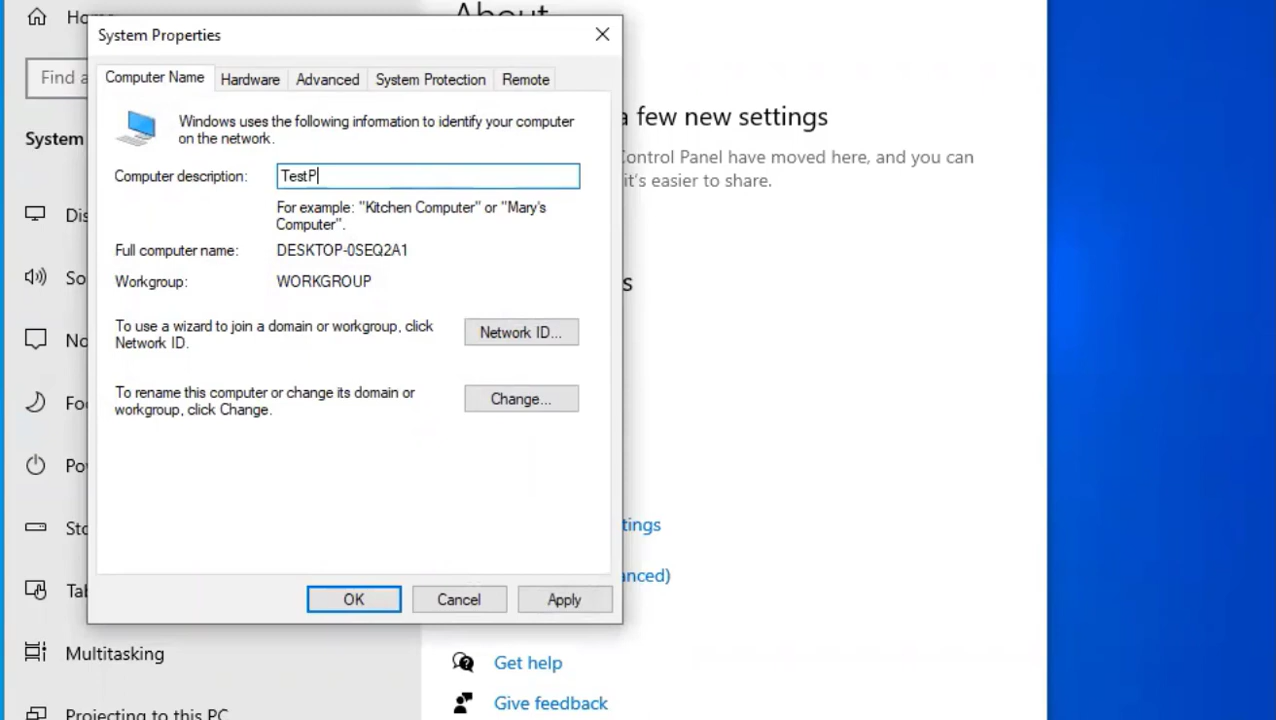 Home
About
System Properties
Computer Name Hardware Advanced System Protection Remote
Find a
Windows uses the following information to identify your computer
on the network.
a few new settings
System
Control Panel have moved here, and you can
it's easier to share.
Computer description: TestP
For example: "Kitchen Computer" or "Mary's
Computer".
Full computer name: DESKTOP-0SEQ2A1
Workgroup: WORKGROUP
To use a wizard to join a domain or workgroup, click
Network ID.
Network ID...
To rename this computer or change its domain or
workgroup, click Change.
Change...
OK Cancel Apply
Multitasking
Projecting to this PC
Get help
Give feedback